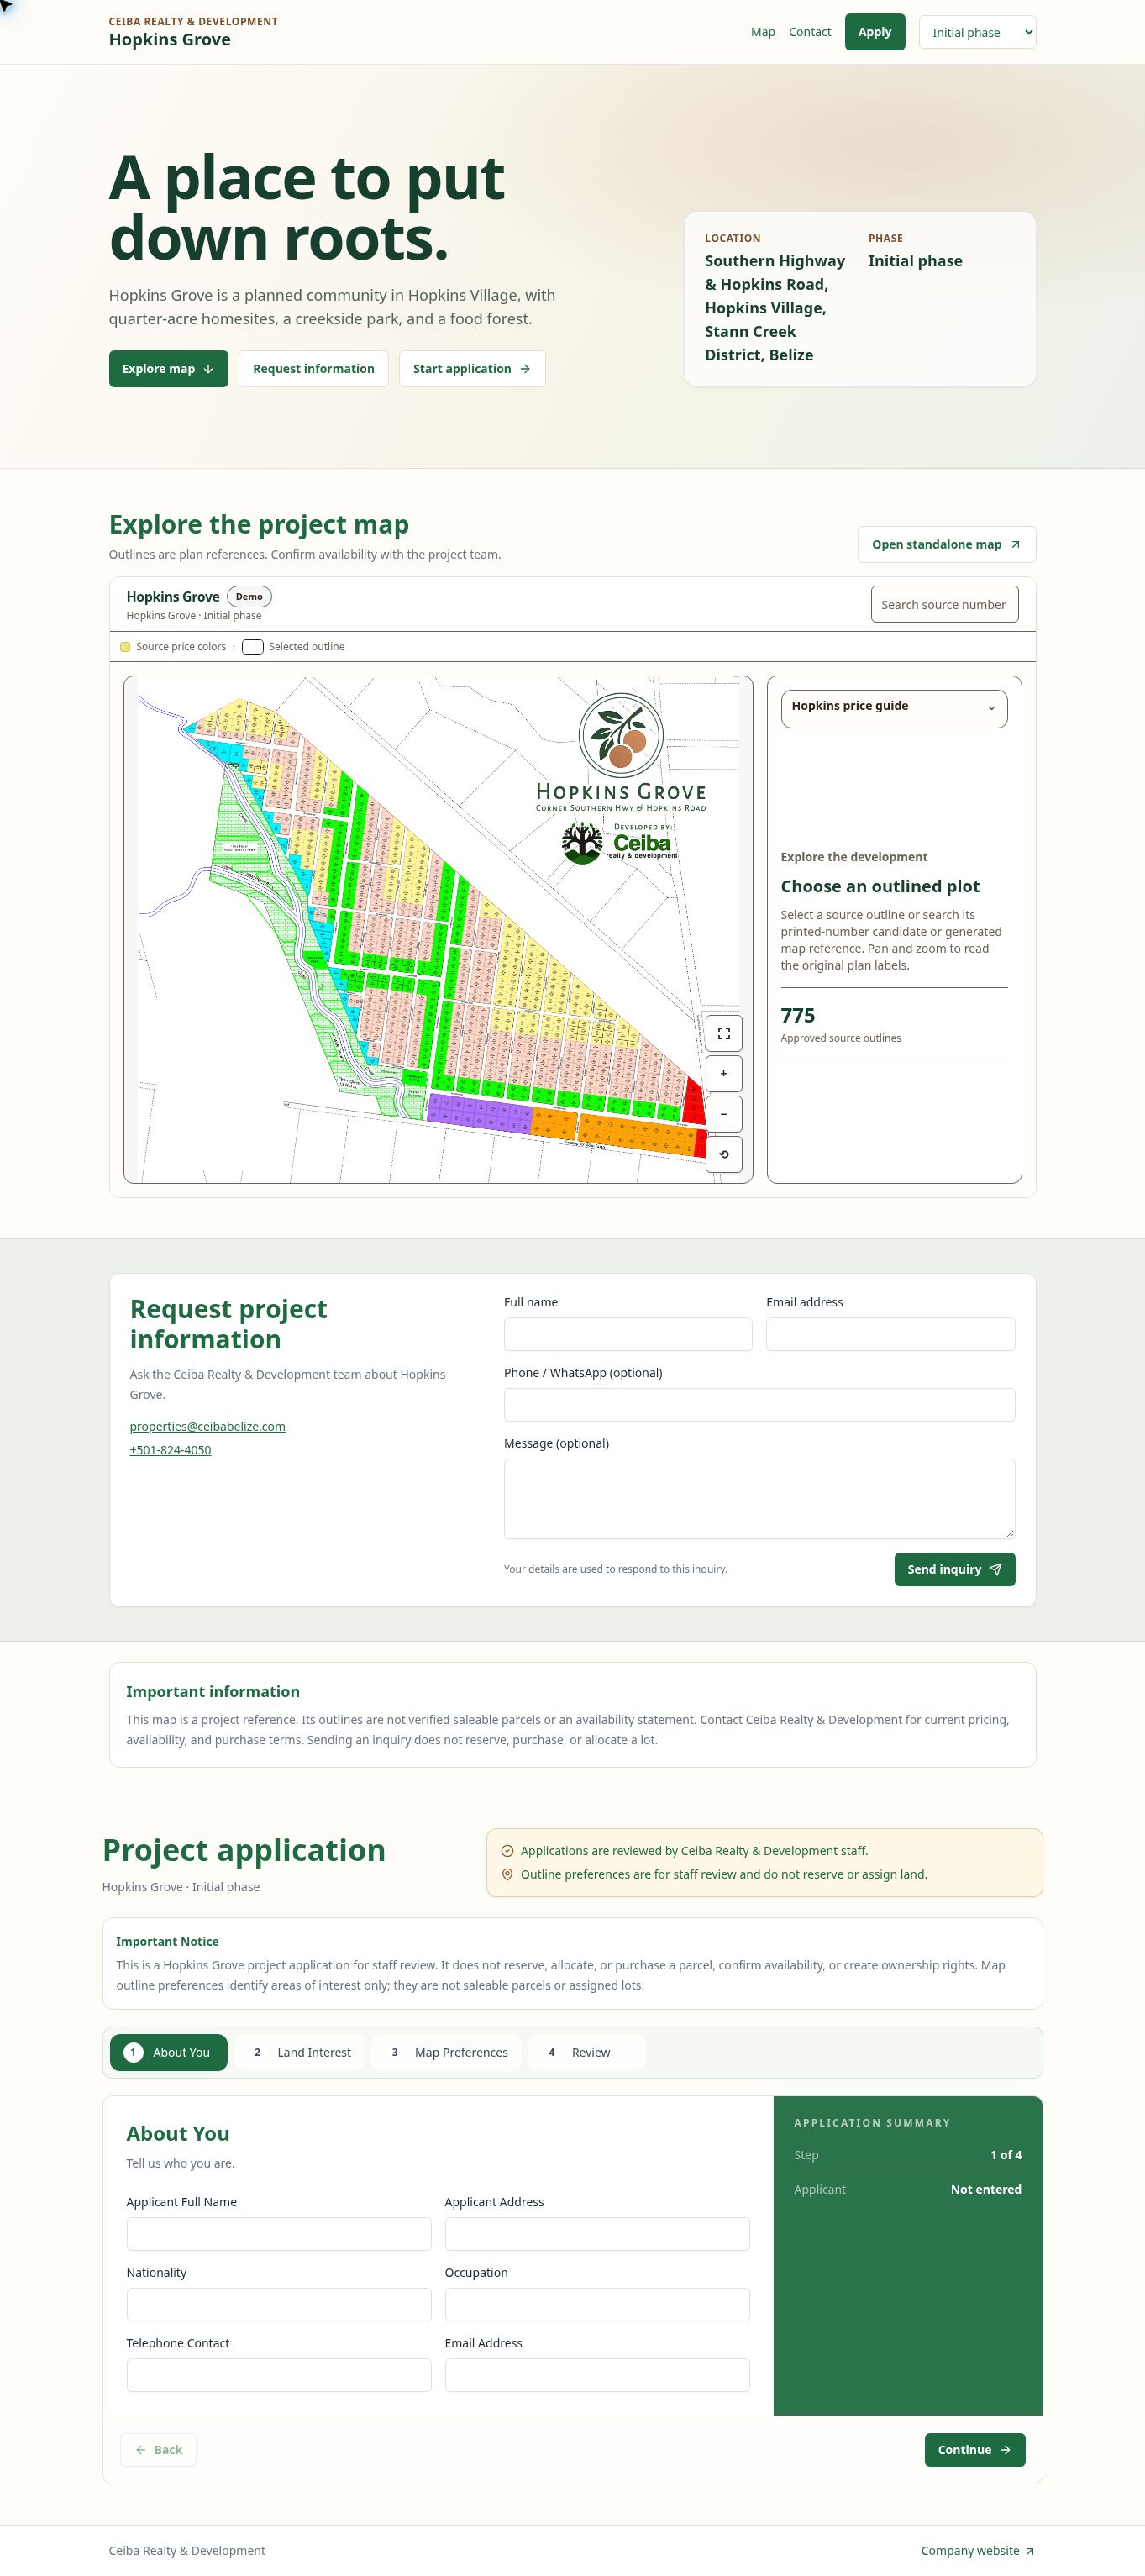 CEIBA REALTY & DEVELOPMENT
Hopkins Grove
Map
Contact
Apply
Initial phase
A place to put
down roots.
Hopkins Grove is a planned community in Hopkins Village, with
quarter-acre homesites, a creekside park, and a food forest.
Explore map
Request information
Start application
LOCATION
Southern Highway
& Hopkins Road,
Hopkins Village,
Stann Creek
District, Belize
PHASE
Initial phase
Explore the project map
Outlines are plan references. Confirm availability with the project team.
Open standalone map
Hopkins Grove
Demo
Hopkins Grove · Initial phase
Search source number
Source price colors · Selected outline
HOPKINS GROVE
CORNER SOUTHERN HWY & HOPKINS ROAD
DEVELOPED BY:
Ceiba
realty & development
+
−
Hopkins price guide
Explore the development
Choose an outlined plot
Select a source outline or search its
printed-number candidate or generated
map reference. Pan and zoom to read
the original plan labels.
775
Approved source outlines
Request project
information
Ask the Ceiba Realty & Development team about Hopkins
Grove.
properties@ceibabelize.com
+501-824-4050
Full name
Email address
Phone / WhatsApp (optional)
Message (optional)
Your details are used to respond to this inquiry.
Send inquiry
Important information
This map is a project reference. Its outlines are not verified saleable parcels or an availability statement. Contact Ceiba Realty & Development for current pricing,
availability, and purchase terms. Sending an inquiry does not reserve, purchase, or allocate a lot.
Project application
Hopkins Grove · Initial phase
Applications are reviewed by Ceiba Realty & Development staff.
Outline preferences are for staff review and do not reserve or assign land.
Important Notice
This is a Hopkins Grove project application for staff review. It does not reserve, allocate, or purchase a parcel, confirm availability, or create ownership rights. Map
outline preferences identify areas of interest only; they are not saleable parcels or assigned lots.
1 About You
2 Land Interest
3 Map Preferences
4 Review
About You
Tell us who you are.
Applicant Full Name
Applicant Address
Nationality
Occupation
Telephone Contact
Email Address
APPLICATION SUMMARY
Step 1 of 4
Applicant Not entered
Back
Continue
Ceiba Realty & Development
Company website